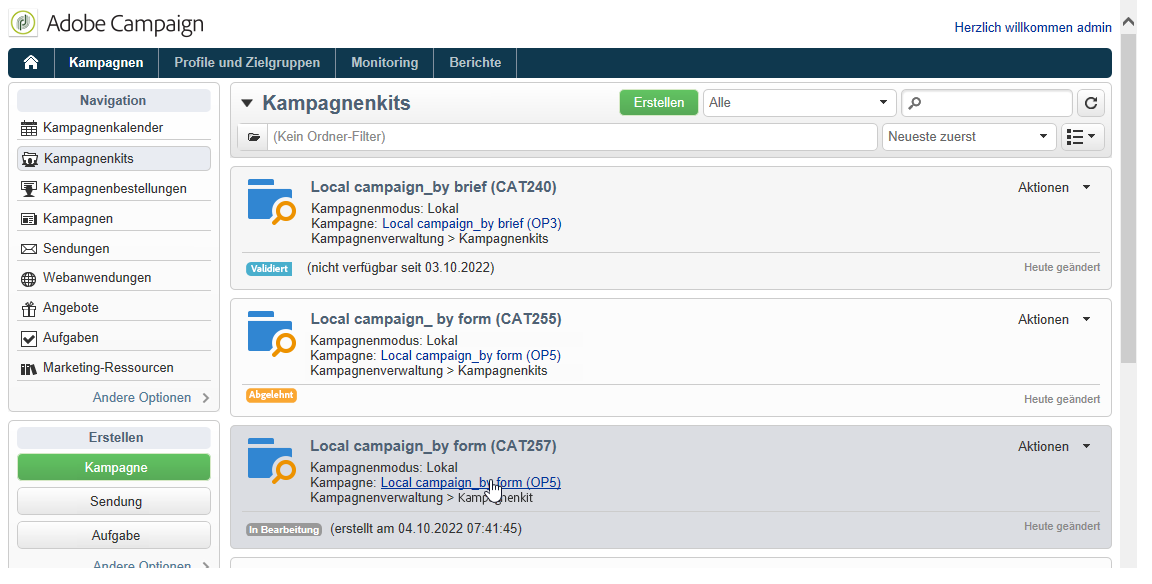 Adobe Campaign
Herzlich willkommen admin
Kampagnen Profile und Zielgruppen Monitoring Berichte
Navigation
Kampagnenkalender
Kampagnenkits
Kampagnenbestellungen
Kampagnen
Sendungen
Webanwendungen
Angebote
Aufgaben
Marketing-Ressourcen
Andere Optionen
Erstellen
Kampagne
Sendung
Aufgabe
Andere Optionen
Kampagnenkits
Erstellen
Alle
(Kein Ordner-Filter)
Neueste zuerst
Local campaign_by brief (CAT240)
Aktionen
Kampagnenmodus: Lokal
Kampagne: Local campaign_by brief (OP3)
Kampagnenverwaltung > Kampagnenkits
Validiert (nicht verfügbar seit 03.10.2022)
Heute geändert
Local campaign_ by form (CAT255)
Aktionen
Kampagnenmodus: Lokal
Kampagne: Local campaign_by form (OP5)
Kampagnenverwaltung > Kampagnenkits
Abgelehnt
Heute geändert
Local campaign_by form (CAT257)
Aktionen
Kampagnenmodus: Lokal
Kampagne: Local campaign_by form (OP5)
Kampagnenverwaltung > Kampagnenkit
In Bearbeitung (erstellt am 04.10.2022 07:41:45)
Heute geändert